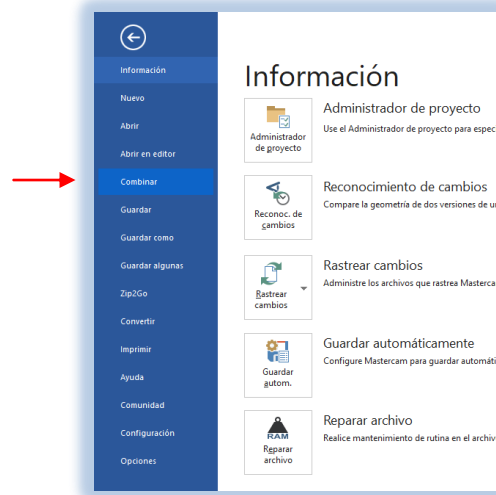 Información
Nuevo
Abrir
Abrir en editor
Combinar
Guardar
Guardar como
Guardar algunas
Zip2Go
Convertir
Imprimir
Ayuda
Comunidad
Configuración
Opciones
Información
Administrador
de proyecto
Administrador de proyecto
Use el Administrador de proyecto para espec
Reconoc. de
cambios
Reconocimiento de cambios
Compare la geometría de dos versiones de u
Rastrear
cambios
Rastrear cambios
Administre los archivos que rastrea Masterca
Guardar
autom.
Guardar automáticamente
Configure Mastercam para guardar automáti
RAM
Reparar
archivo
Reparar archivo
Realice mantenimiento de rutina en el archiv